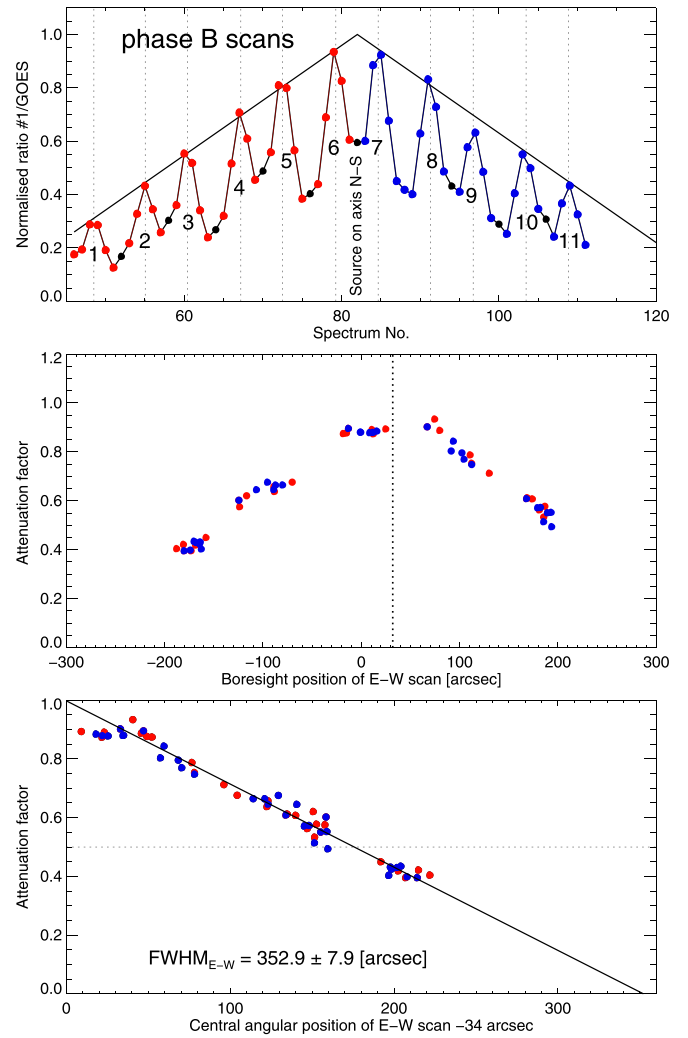 phase B scans
Normalised ratio #1/GOES
1.0
0.8
0.6
0.4
0.2
0.0
1 2 3 4 5 6 7 8 9 10 11
Source on axis N-S
60 80 100 120
Spectrum No.
Attenuation factor
1.2
1.0
0.8
0.6
0.4
0.2
0.0
−300 −200 −100 0 100 200 300
Boresight position of E−W scan [arcsec]
Attenuation factor
1.0
0.8
0.6
0.4
0.2
0.0
FWHM E−W = 352.9 ± 7.9 [arcsec]
0 100 200 300
Central angular position of E−W scan −34 arcsec